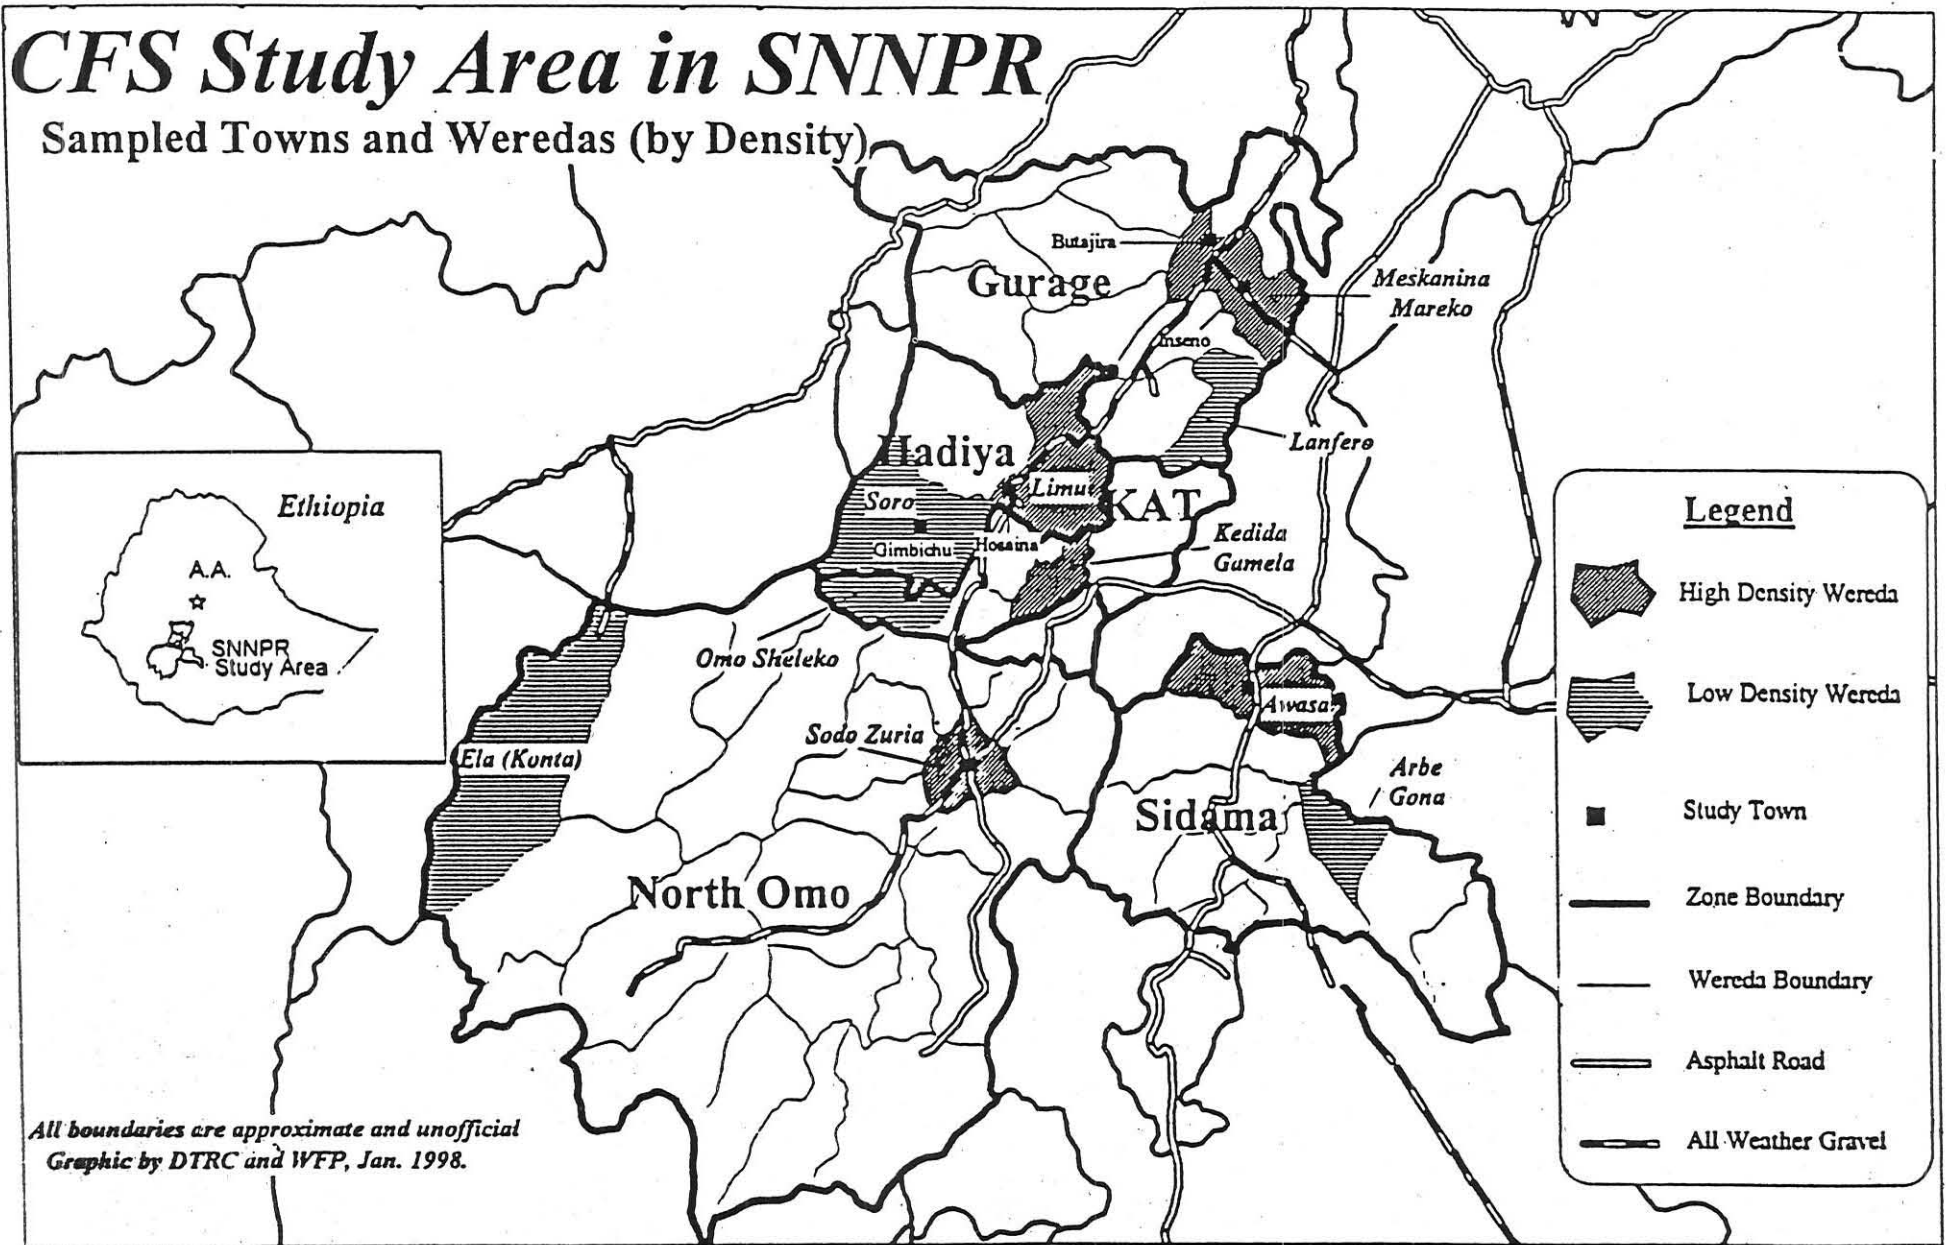 CFS Study Area in SNNPR
Sampled Towns and Weredas (by Density)
Butajira
Gurage
Meskanina
Mareko
Inseno
Lanfero
Hadiya
Limu
Soro
KAT
Gimbichu
Hosaina
Kedida
Gamela
Omo Sheleko
Awasa
Sodo Zuria
Ela (Konta)
Arbe
Gona
Sidama
North Omo
Ethiopia
A.A.
SNNPR
Study Area
Legend
High Density Wereda
Low Density Wereda
Study Town
Zone Boundary
Wereda Boundary
Asphalt Road
All Weather Gravel
All boundaries are approximate and unofficial
Graphic by DTRC and WFP, Jan. 1998.